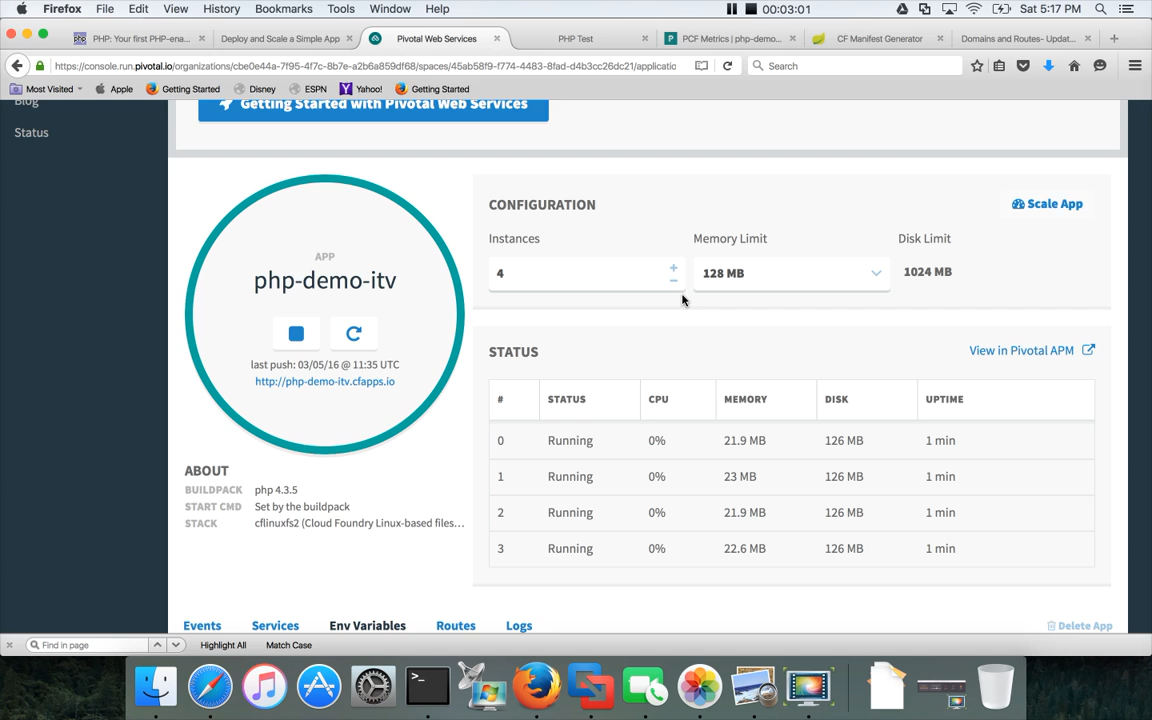 Firefox File Edit View History Bookmarks Tools Window Help 00:03:01 Sat 5:17 PM
PHP: Your first PHP-ena... Deploy and Scale a Simple App Pivotal Web Services PHP Test PCF Metrics | php-demo... CF Manifest Generator Domains and Routes- Updat...
https://console.run.pivotal.io/organizations/cbe0e44a-7f95-4f7c-8b7e-a2b6a859df68/spaces/45ab58f9-f774-4483-8fad-d4b3cc26dc21/applicatio Search
Most Visited Apple Getting Started Disney ESPN Yahoo! Getting Started
Blog
Getting Started with Pivotal Web Services
Status
CONFIGURATION Scale App
Instances Memory Limit Disk Limit
4 + − 128 MB 1024 MB
APP
php-demo-itv
last push: 03/05/16 @ 11:35 UTC
http://php-demo-itv.cfapps.io
STATUS View in Pivotal APM
# STATUS CPU MEMORY DISK UPTIME
0 Running 0% 21.9 MB 126 MB 1 min
1 Running 0% 23 MB 126 MB 1 min
2 Running 0% 21.9 MB 126 MB 1 min
3 Running 0% 22.6 MB 126 MB 1 min
ABOUT
BUILDPACK php 4.3.5
START CMD Set by the buildpack
STACK cflinuxfs2 (Cloud Foundry Linux-based files...
Events Services Env Variables Routes Logs Delete App
Find in page Highlight All Match Case